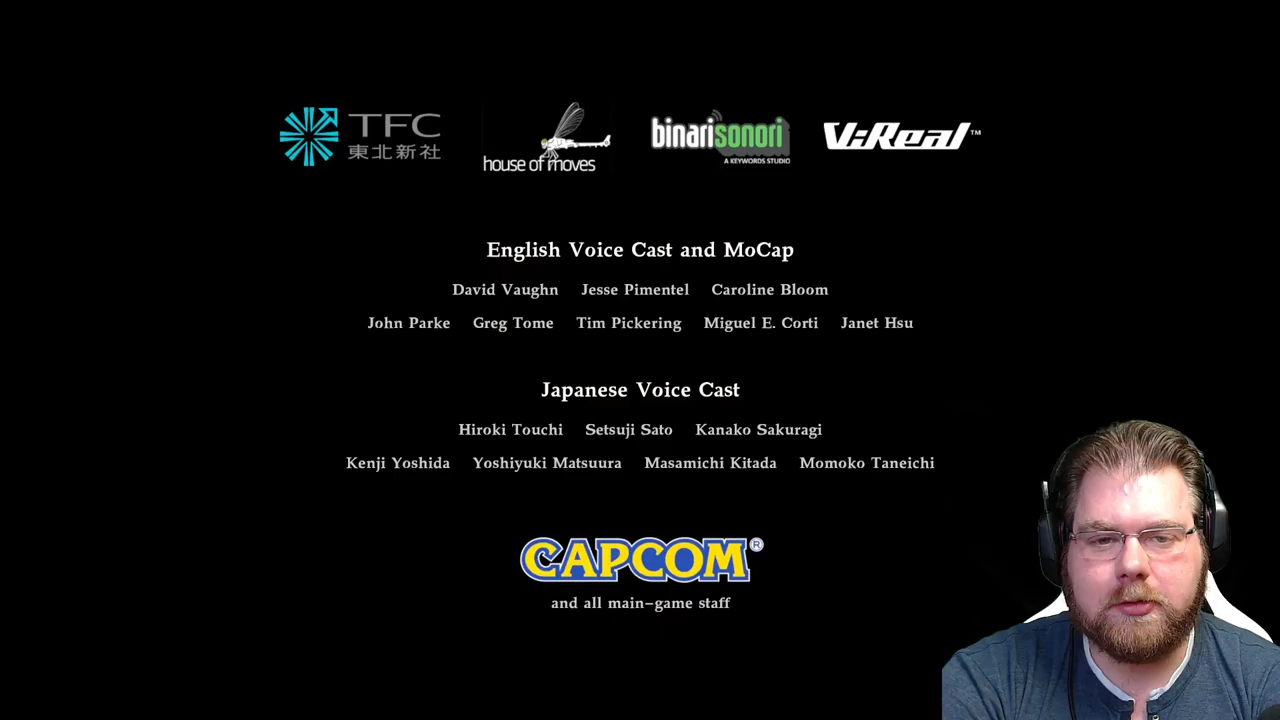 TFC
東北新社
house of moves
binarisonori
A KEYWORDS STUDIO
ViReal™
English Voice Cast and MoCap
David Vaughn Jesse Pimentel Caroline Bloom
John Parke Greg Tome Tim Pickering Miguel E. Corti Janet Hsu
Japanese Voice Cast
Hiroki Touchi Setsuji Sato Kanako Sakuragi
Kenji Yoshida Yoshiyuki Matsuura Masamichi Kitada Momoko Taneichi
CAPCOM®
and all main-game staff